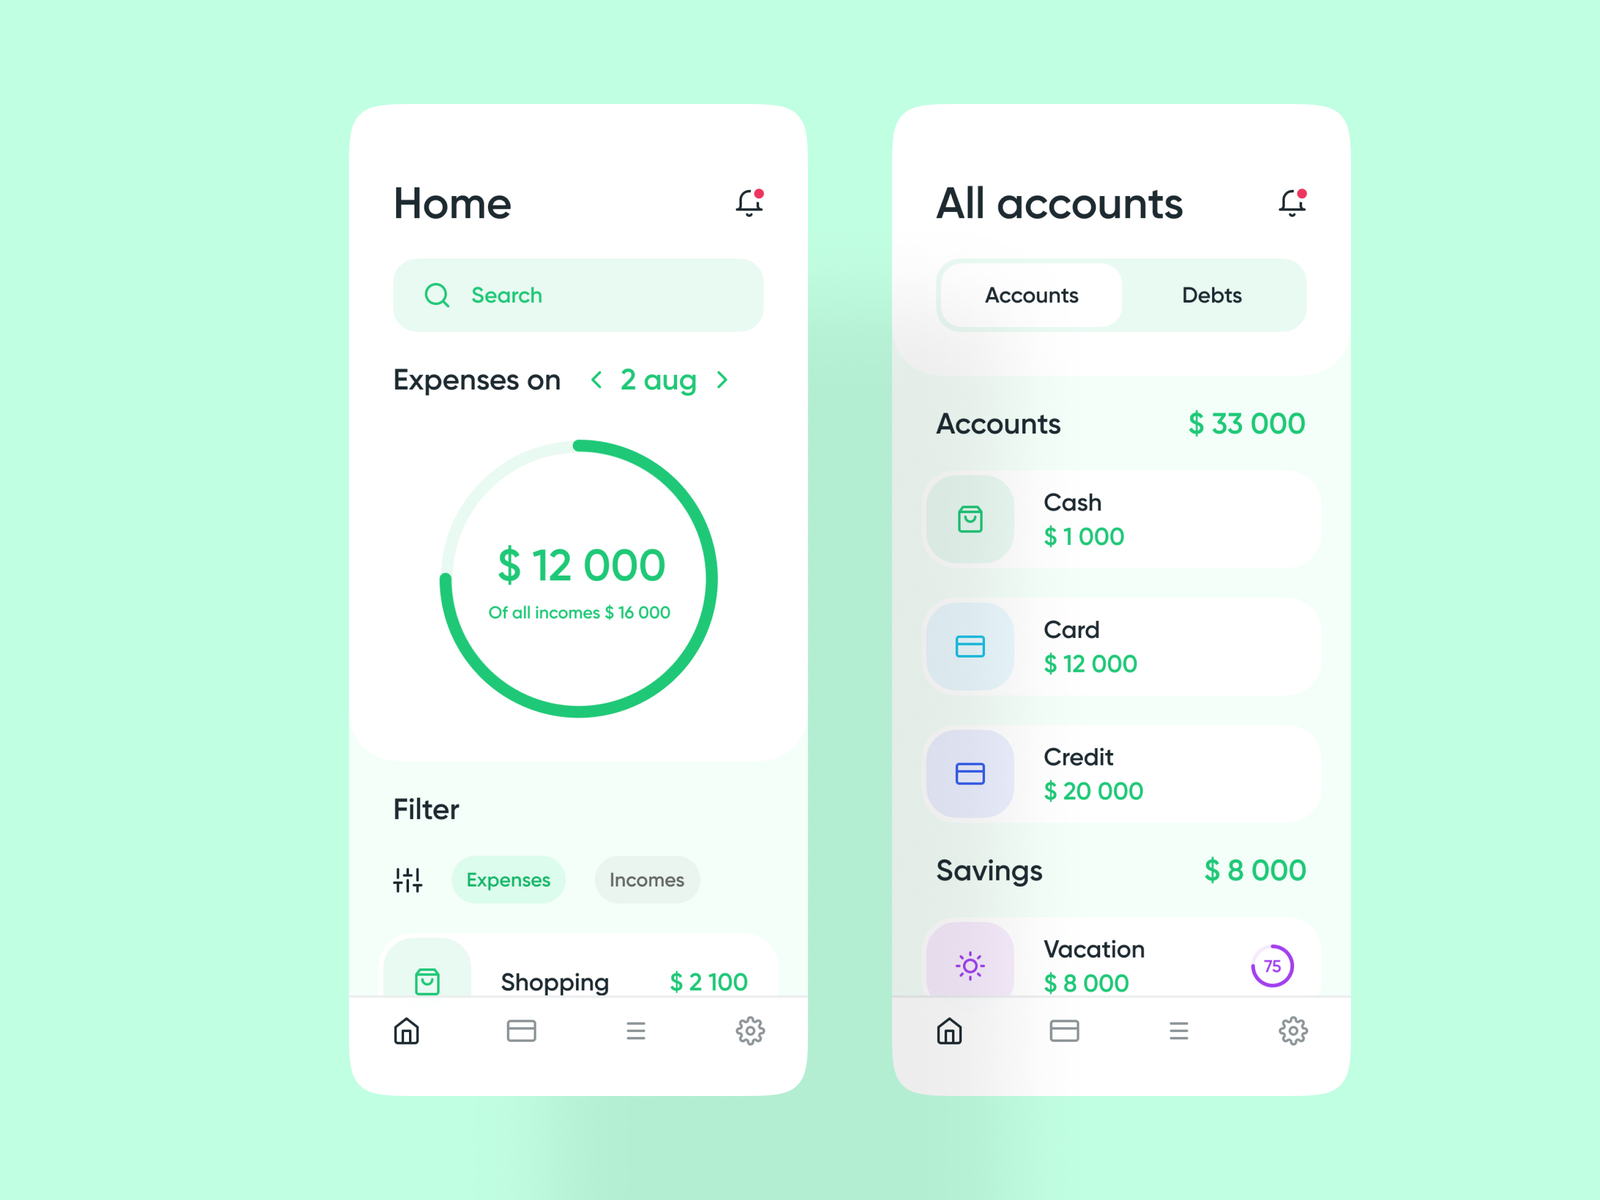 Home
Search
Expenses on
2 aug
$ 12 000
Of all incomes $ 16 000
Filter
Expenses
Incomes
Shopping
$ 2 100
All accounts
Accounts
Debts
Accounts
$ 33 000
Cash
$ 1 000
Card
$ 12 000
Credit
$ 20 000
Savings
$ 8 000
Vacation
$ 8 000
75